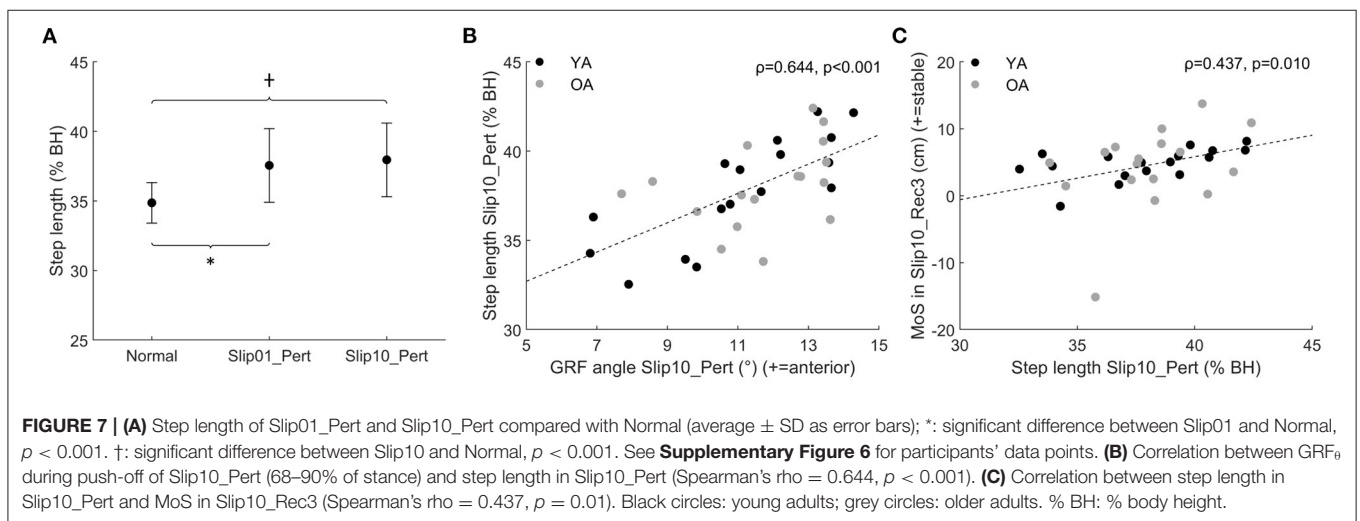 A
45
40
35
30
25
Step length (% BH)
†
*
Normal
Slip01_Pert
Slip10_Pert
B
45
40
35
30
Step length Slip10_Pert (% BH)
YA
OA
ρ=0.644, p<0.001
5 7 9 11 13 15
GRF angle Slip10_Pert (°) (+=anterior)
C
30
20
10
0
-10
-20
MoS in Slip10_Rec3 (cm) (+=stable)
YA
OA
ρ=0.437, p=0.010
30 35 40 45
Step length Slip10_Pert (% BH)
FIGURE 7 | (A) Step length of Slip01_Pert and Slip10_Pert compared with Normal (average ± SD as error bars); *: significant difference between Slip01 and Normal,
p < 0.001. †: significant difference between Slip10 and Normal, p < 0.001. See Supplementary Figure 6 for participants' data points. (B) Correlation between GRFθ
during push-off of Slip10_Pert (68–90% of stance) and step length in Slip10_Pert (Spearman's rho = 0.644, p < 0.001). (C) Correlation between step length in
Slip10_Pert and MoS in Slip10_Rec3 (Spearman's rho = 0.437, p = 0.01). Black circles: young adults; grey circles: older adults. % BH: % body height.